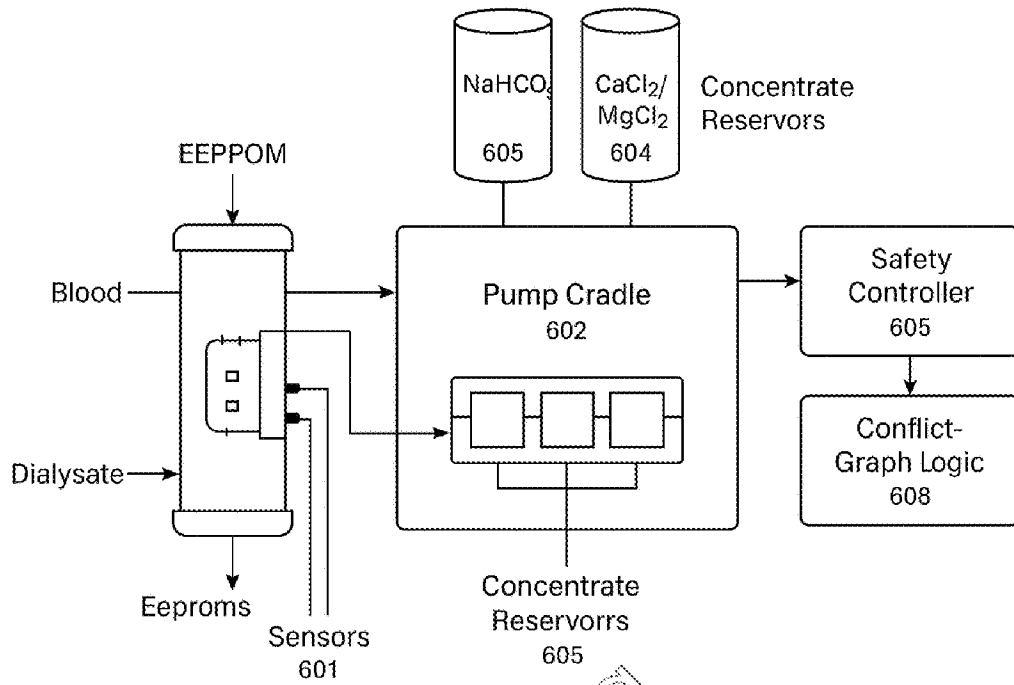 NaHCO₃
605
CaCl₂/
MgCl₂
604
Concentrate
Reservors
EEPPOM
Blood
Pump Cradle
602
Safety
Controller
605
Conflict-
Graph Logic
608
Dialysate
Eeproms
Sensors
601
Concentrate
Reservorrs
605